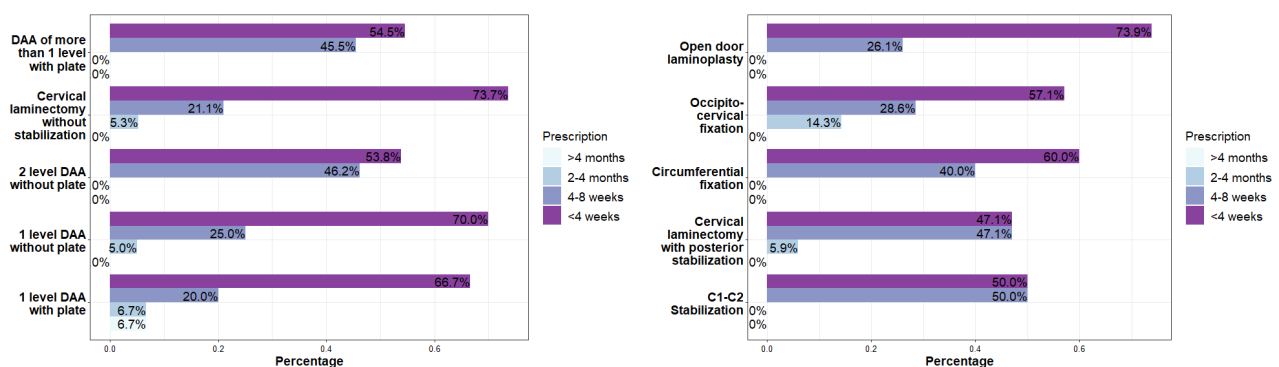 DAA of more
than 1 level
with plate
54.5%
45.5%
0%
0%
Cervical
laminectomy
without
stabilization
73.7%
21.1%
5.3%
0%
2 level DAA
without plate
53.8%
46.2%
0%
0%
1 level DAA
without plate
70.0%
25.0%
5.0%
0%
1 level DAA
with plate
66.7%
20.0%
6.7%
6.7%
0.0 0.2 0.4 0.6
Percentage
Prescription
>4 months
2-4 months
4-8 weeks
<4 weeks
Open door
laminoplasty
73.9%
26.1%
0%
0%
Occipito-
cervical
fixation
57.1%
28.6%
14.3%
0%
Circumferential
fixation
60.0%
40.0%
0%
0%
Cervical
laminectomy
with posterior
stabilization
47.1%
47.1%
5.9%
0%
C1-C2
Stabilization
50.0%
50.0%
0%
0%
0.0 0.2 0.4 0.6
Percentage
Prescription
>4 months
2-4 months
4-8 weeks
<4 weeks